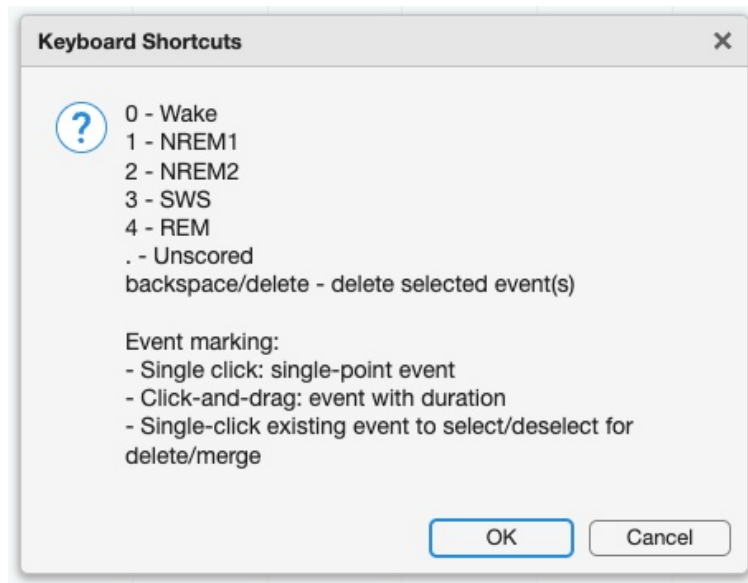 Keyboard Shortcuts
0 - Wake
1 - NREM1
2 - NREM2
3 - SWS
4 - REM
. - Unscored
backspace/delete - delete selected event(s)
Event marking:
- Single click: single-point event
- Click-and-drag: event with duration
- Single-click existing event to select/deselect for
delete/merge
OK Cancel